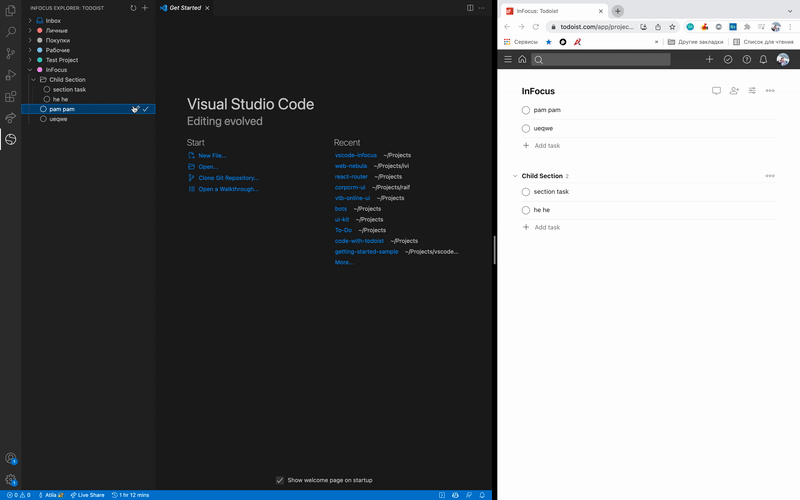 INFOCUS EXPLORER: TODOIST
Inbox
Личные
Покупки
Рабочие
Test Project
InFocus
Child Section
section task
he he
pam pam
ueqwe
0 0
Atila
Live Share
1 hr 12 mins
Get Started
Visual Studio Code
Editing evolved
Start
New File...
Open...
Clone Git Repository...
Open a Walkthrough...
Recent
vscode-infocus ~/Projects
web-nebula ~/Projects/ivi
react-router ~/Projects
corpcrm-ui ~/Projects/raif
vtb-online-ui ~/Projects
bots ~/Projects
ui-kit ~/Projects
To-Do ~/Projects
code-with-todoist ~/Projects
getting-started-sample ~/Projects/vscode...
More...
Show welcome page on startup
InFocus: Todoist
todoist.com/app/projec...
Сервисы
» Другие закладки
Список для чтения
InFocus
pam pam
ueqwe
Add task
Child Section 2
section task
he he
Add task